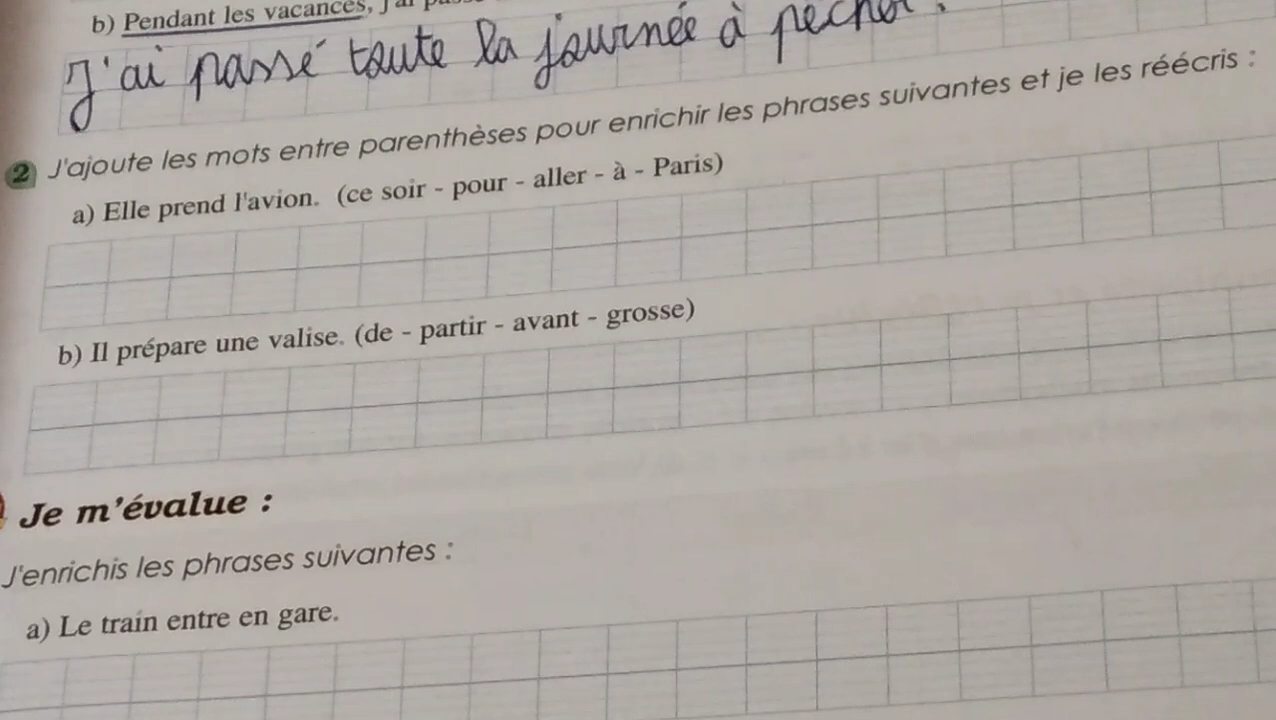 b) Pendant les vacances, j'ai
J'ai passé toute la journée à
2 J'ajoute les mots entre parenthèses pour enrichir les phrases suivantes et je les réécris :
a) Elle prend l'avion. (ce soir - pour - aller - à - Paris)
b) Il prépare une valise. (de - partir - avant - grosse)
Je m'évalue :
J'enrichis les phrases suivantes :
a) Le train entre en gare.